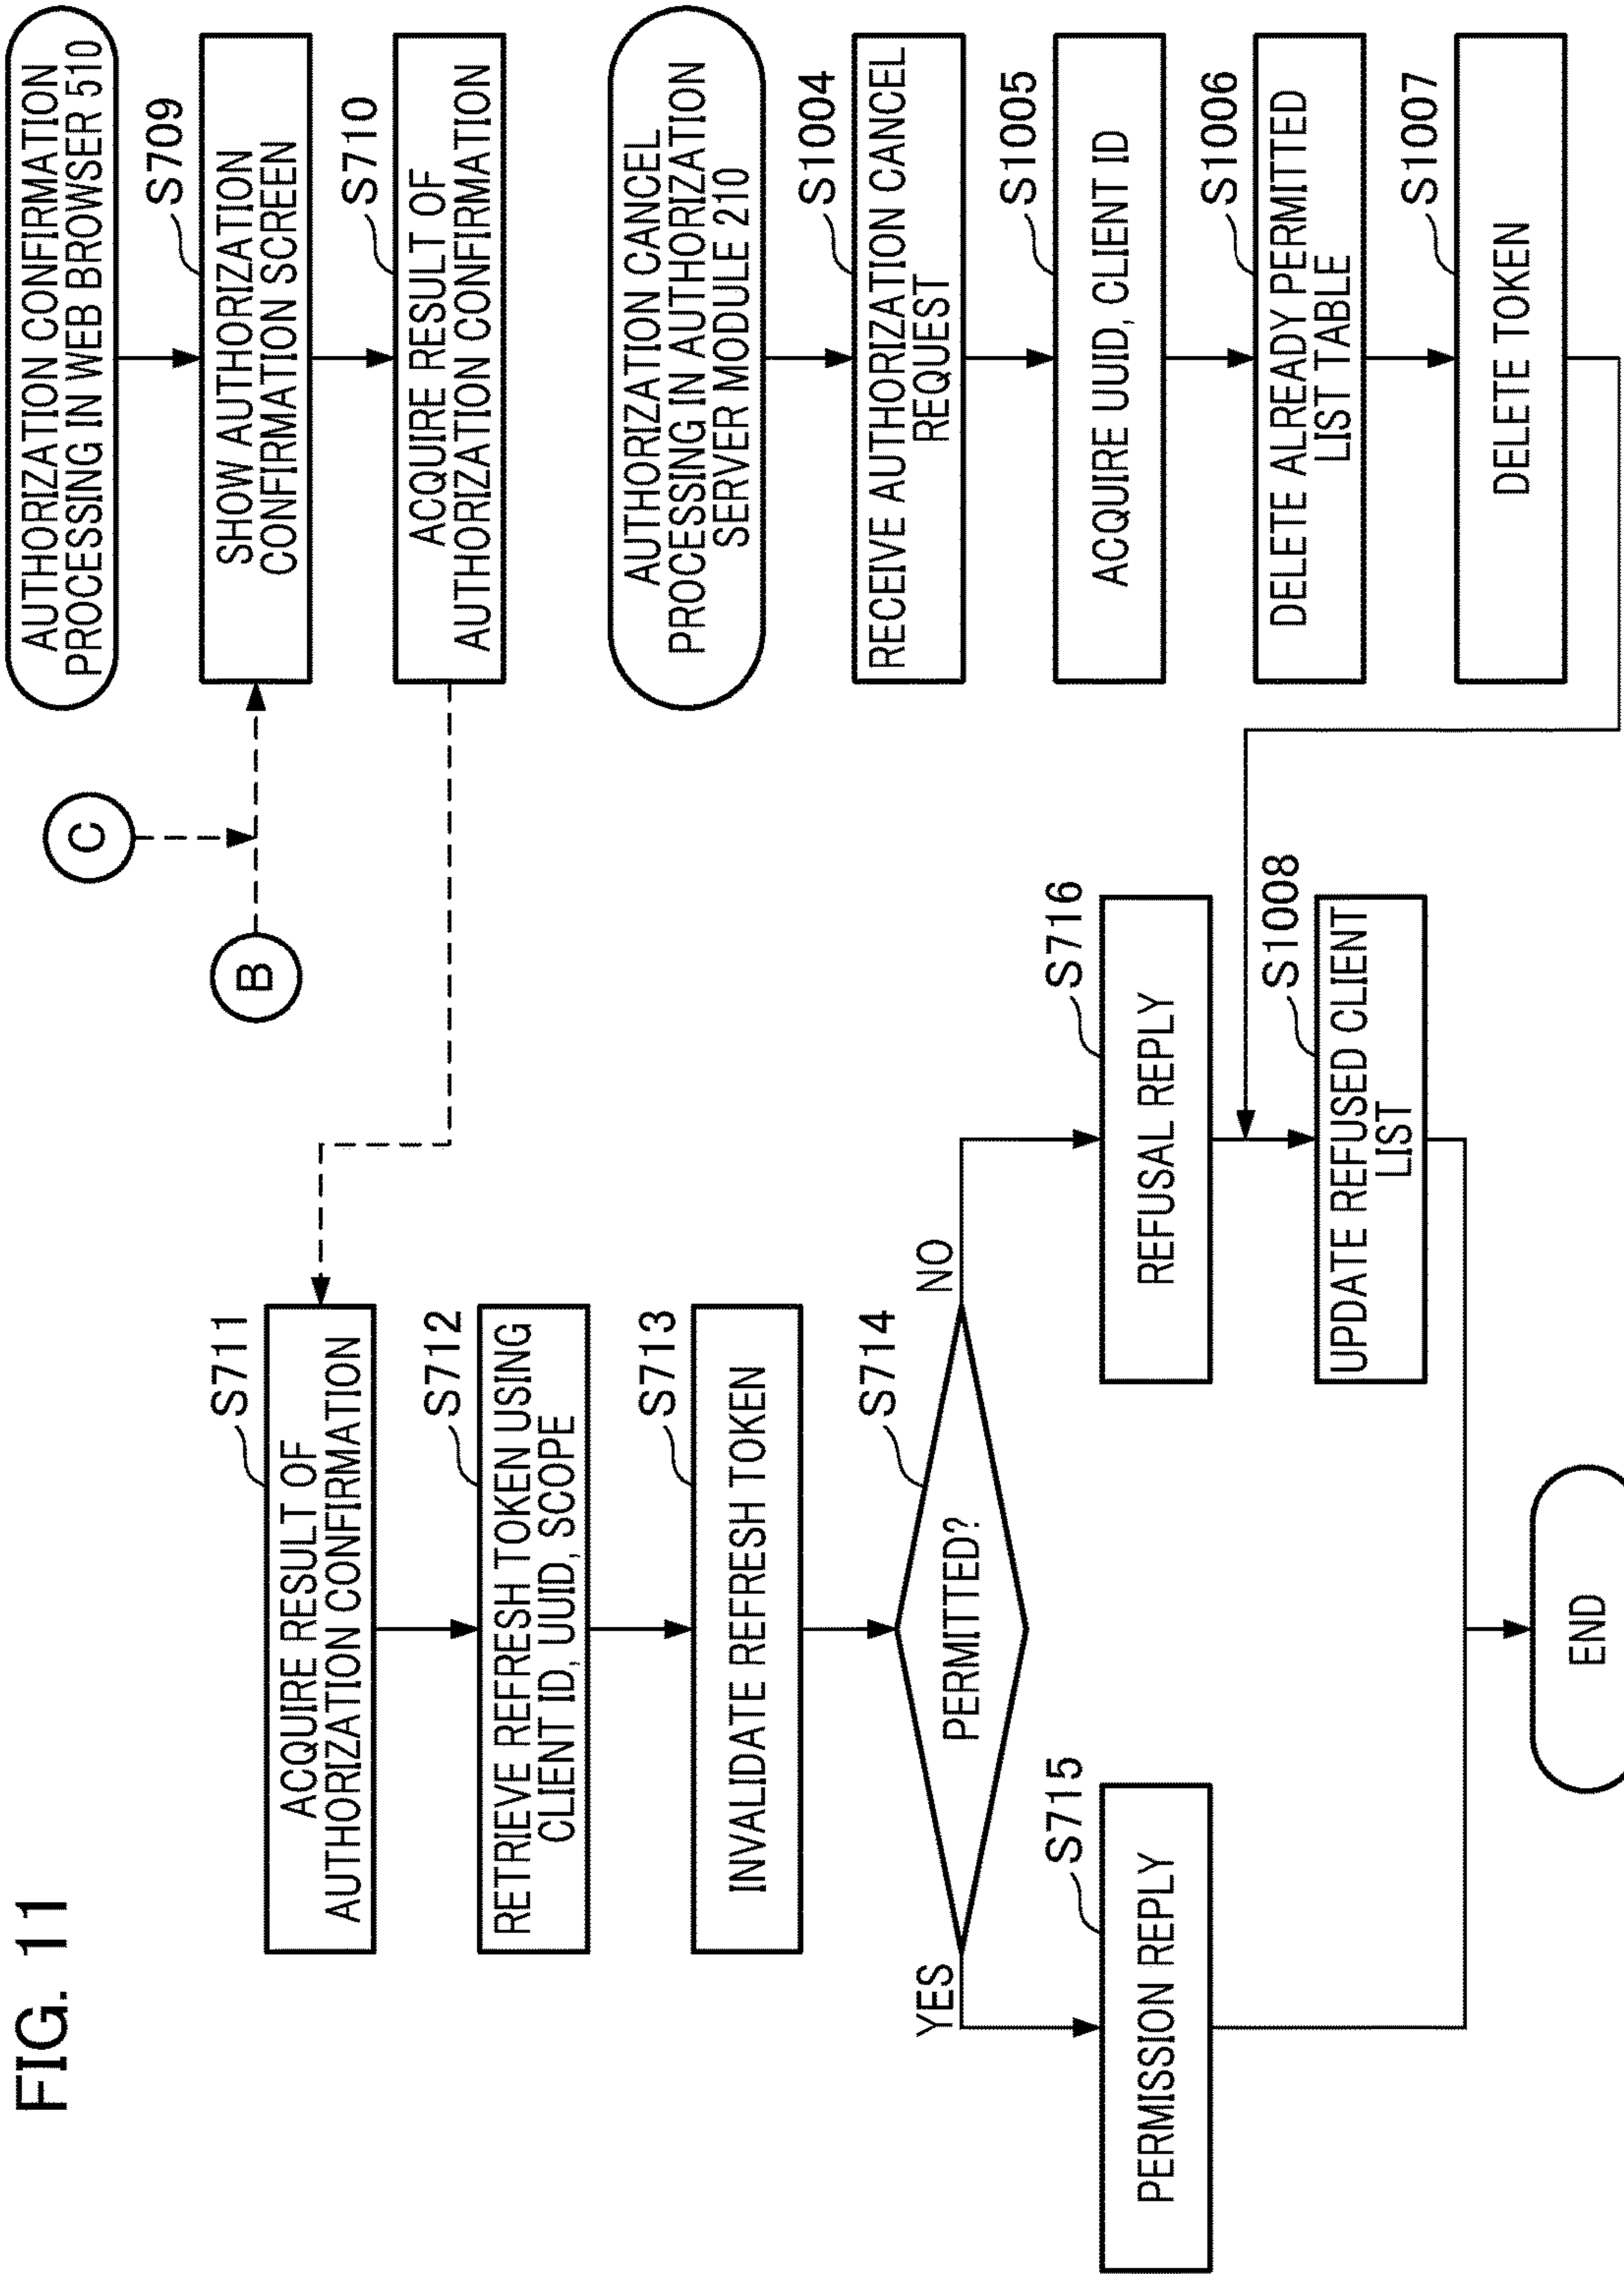 FIG. 11
C
B
AUTHORIZATION CONFIRMATION
PROCESSING IN WEB BROWSER 510
S709
SHOW AUTHORIZATION
CONFIRMATION SCREEN
S710
ACQUIRE RESULT OF
AUTHORIZATION CONFIRMATION
S711
ACQUIRE RESULT OF
AUTHORIZATION CONFIRMATION
S712
RETRIEVE REFRESH TOKEN USING
CLIENT ID, UUID, SCOPE
S713
INVALIDATE REFRESH TOKEN
S714
PERMITTED?
YES
NO
S715
PERMISSION REPLY
S716
REFUSAL REPLY
S1008
UPDATE REFUSED CLIENT
LIST
END
AUTHORIZATION CANCEL
PROCESSING IN AUTHORIZATION
SERVER MODULE 210
S1004
RECEIVE AUTHORIZATION CANCEL
REQUEST
S1005
ACQUIRE UUID, CLIENT ID
S1006
DELETE ALREADY PERMITTED
LIST TABLE
S1007
DELETE TOKEN